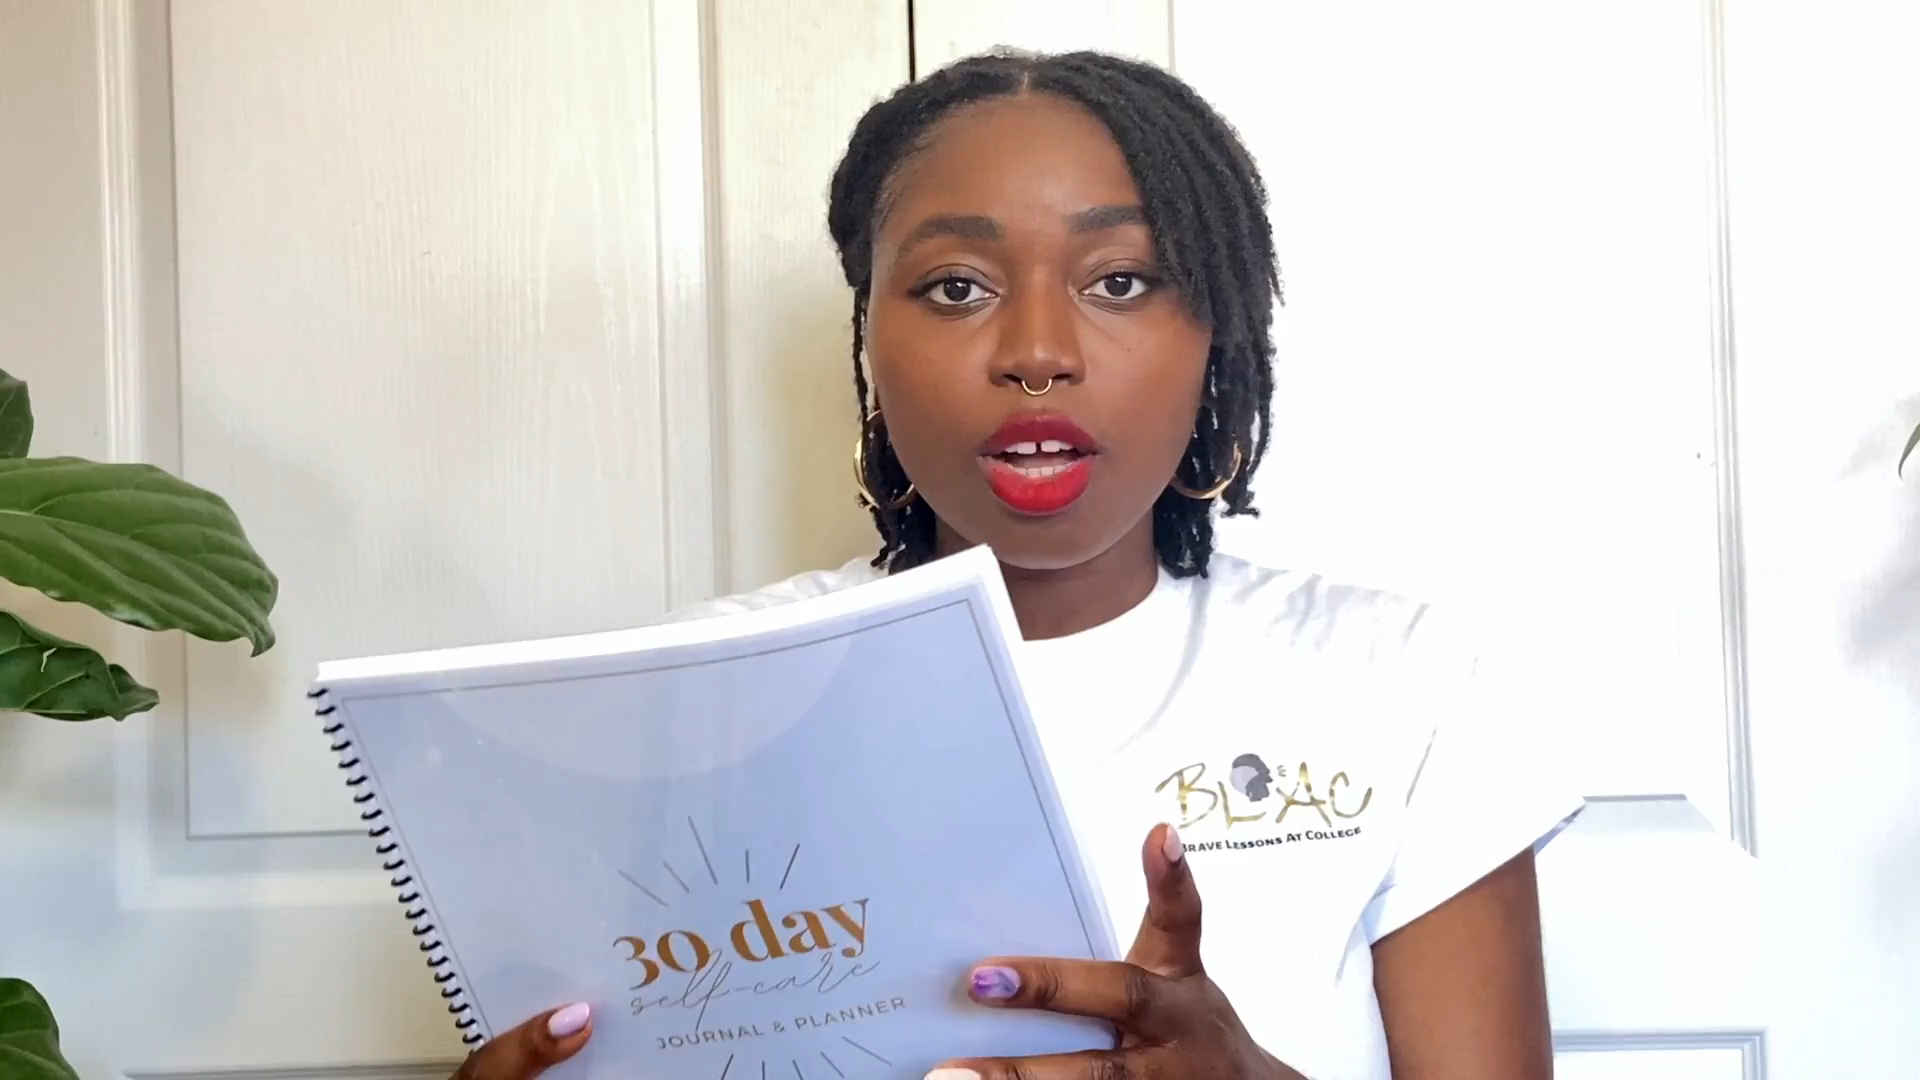 30 day
self-care
JOURNAL & PLANNER
BLAC
BRAVE LESSONS AT COLLEGE